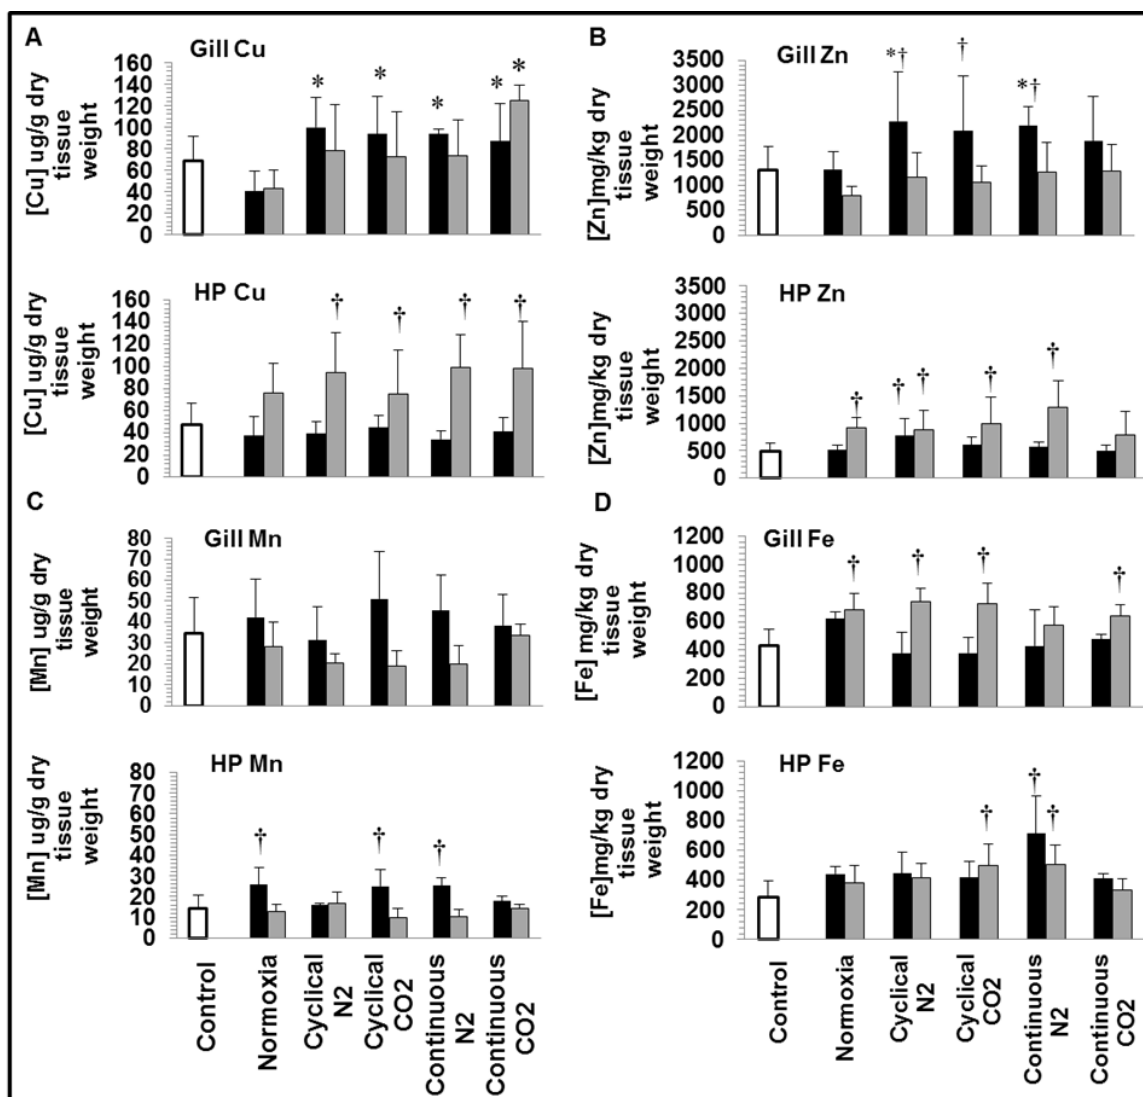 A
Gill Cu
[Cu] ug/g dry
tissue
weight
160
140
120
100
80
60
40
20
0
*
*
*
*
*
HP Cu
[Cu] ug/g dry
tissue
weight
160
140
120
100
80
60
40
20
0
†
†
†
†
B
Gill Zn
[Zn]mg/kg dry
tissue
weight
3500
3000
2500
2000
1500
1000
500
0
*†
†
*†
HP Zn
[Zn]mg/kg dry
tissue
weight
3500
3000
2500
2000
1500
1000
500
0
†
†
†
†
†
C
Gill Mn
[Mn] ug/g dry
tissue
weight
80
70
60
50
40
30
20
10
0
HP Mn
[Mn] ug/g dry
tissue
weight
80
70
60
50
40
30
20
10
0
†
†
†
Control
Normoxia
Cyclical
N2
Cyclical
CO2
Continuous
N2
Continuous
CO2
D
Gill Fe
[Fe] mg/kg dry
tissue
weight
1200
1000
800
600
400
200
0
†
†
†
†
HP Fe
[Fe]mg/kg dry
tissue
weight
1200
1000
800
600
400
200
0
†
†
†
Control
Normoxia
Cyclical
N2
Cyclical
CO2
Continuous
N2
Continuous
CO2